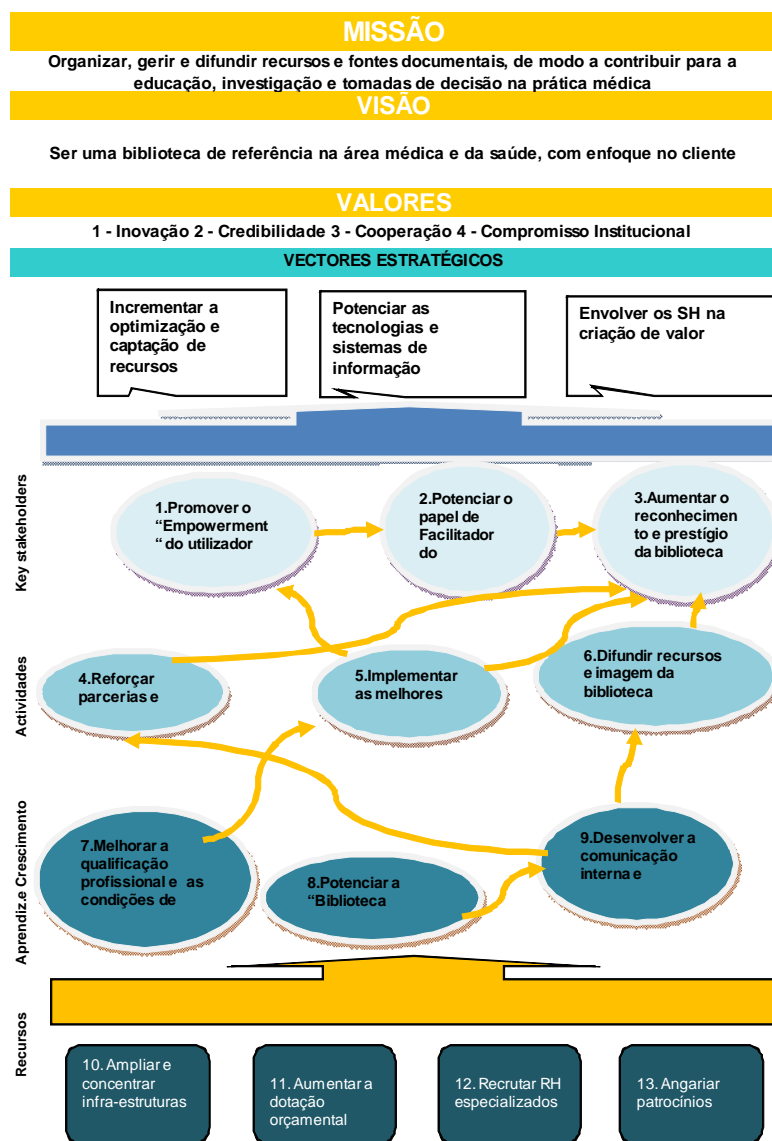 MISSÃO
Organizar, gerir e difundir recursos e fontes documentais, de modo a contribuir para a
educação, investigação e tomadas de decisão na prática médica
VISÃO
Ser uma biblioteca de referência na área médica e da saúde, com enfoque no cliente
VALORES
1 - Inovação 2 - Credibilidade 3 - Cooperação 4 - Compromisso Institucional
VECTORES ESTRATÉGICOS
Incrementar a
optimização e
captação de
recursos
Potenciar as
tecnologias e
sistemas de
informação
Envolver os SH na
criação de valor
Key stakeholders
1.Promover o
“Empowerment
“ do utilizador
2.Potenciar o
papel de
Facilitador
do
3.Aumentar o
reconhecimen
to e prestígio
da biblioteca
Actividades
4.Reforçar
parcerias e
5.Implementar
as melhores
6.Difundir recursos
e imagem da
biblioteca
Aprendiz.e Crescimento
7.Melhorar a
qualificação
profissional e as
condições de
8.Potenciar a
“Biblioteca
9.Desenvolver a
comunicação
interna e
Recursos
10. Ampliar e
concentrar
infra-estruturas
11. Aumentar a
dotação
orçamental
12. Recrutar RH
especializados
13. Angariar
patrocínios